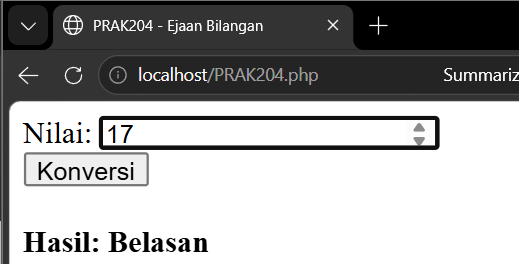 PRAK204 - Ejaan Bilangan
localhost/PRAK204.php
Summariz
Nilai: 17
Konversi
Hasil: Belasan